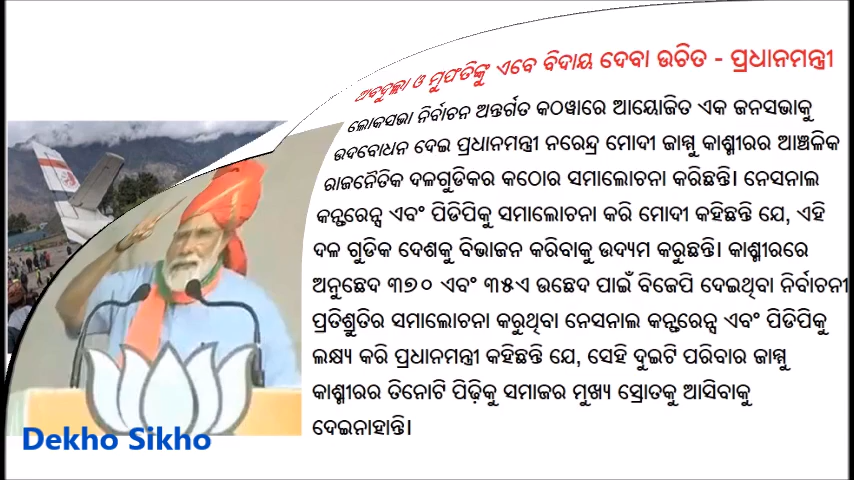 ଅବଦୁଲ୍ଲା ଓ ମୁଫତିଙ୍କୁ ଏବେ ବିଦାୟ ଦେବା ଉଚିତ - ପ୍ରଧାନମନ୍ତ୍ରୀ
ଲୋକସଭା ନିର୍ବାଚନ ଅନ୍ତର୍ଗତ କଠୱାରେ ଆୟୋଜିତ ଏକ ଜନସଭାକୁ
ଉଦବୋଧନ ଦେଇ ପ୍ରଧାନମନ୍ତ୍ରୀ ନରେନ୍ଦ୍ର ମୋଦୀ ଜାମ୍ମୁ କାଶ୍ମୀରର ଆଞ୍ଚଳିକ
ରାଜନୈତିକ ଦଳଗୁଡିକର କଠୋର ସମାଲୋଚନା କରିଛନ୍ତି। ନେସନାଲ
କନ୍ଫରେନ୍ସ ଏବଂ ପିଡିପିକୁ ସମାଲୋଚନା କରି ମୋଦୀ କହିଛନ୍ତି ଯେ, ଏହି
ଦଳ ଗୁଡିକ ଦେଶକୁ ବିଭାଜନ କରିବାକୁ ଉଦ୍ୟମ କରୁଛନ୍ତି। କାଶ୍ମୀରରେ
ଅନୁଛେଦ ୩୭୦ ଏବଂ ୩୫ଏ ଉଛେଦ ପାଇଁ ବିଜେପି ଦେଇଥିବା ନିର୍ବାଚନୀ
ପ୍ରତିଶ୍ରୁତିର ସମାଲୋଚନା କରୁଥିବା ନେସନାଲ କନ୍ଫରେନ୍ସ ଏବଂ ପିଡିପିକୁ
ଲକ୍ଷ୍ୟ କରି ପ୍ରଧାନମନ୍ତ୍ରୀ କହିଛନ୍ତି ଯେ, ସେହି ଦୁଇଟି ପରିବାର ଜାମ୍ମୁ
କାଶ୍ମୀରର ତିନୋଟି ପିଢ଼ିକୁ ସମାଜର ମୁଖ୍ୟ ସ୍ରୋତକୁ ଆସିବାକୁ
ଦେଇନାହାନ୍ତି।
Dekho Sikho